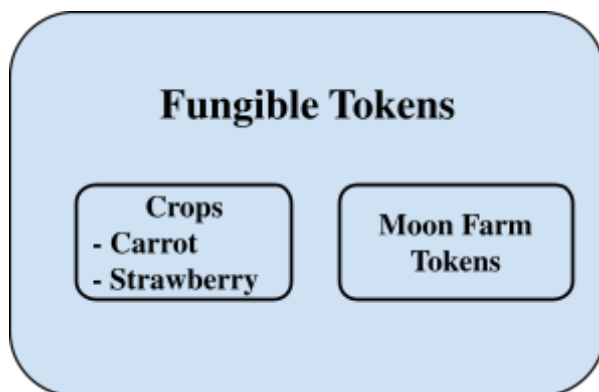 Fungible Tokens
Crops
- Carrot
- Strawberry
Moon Farm
Tokens